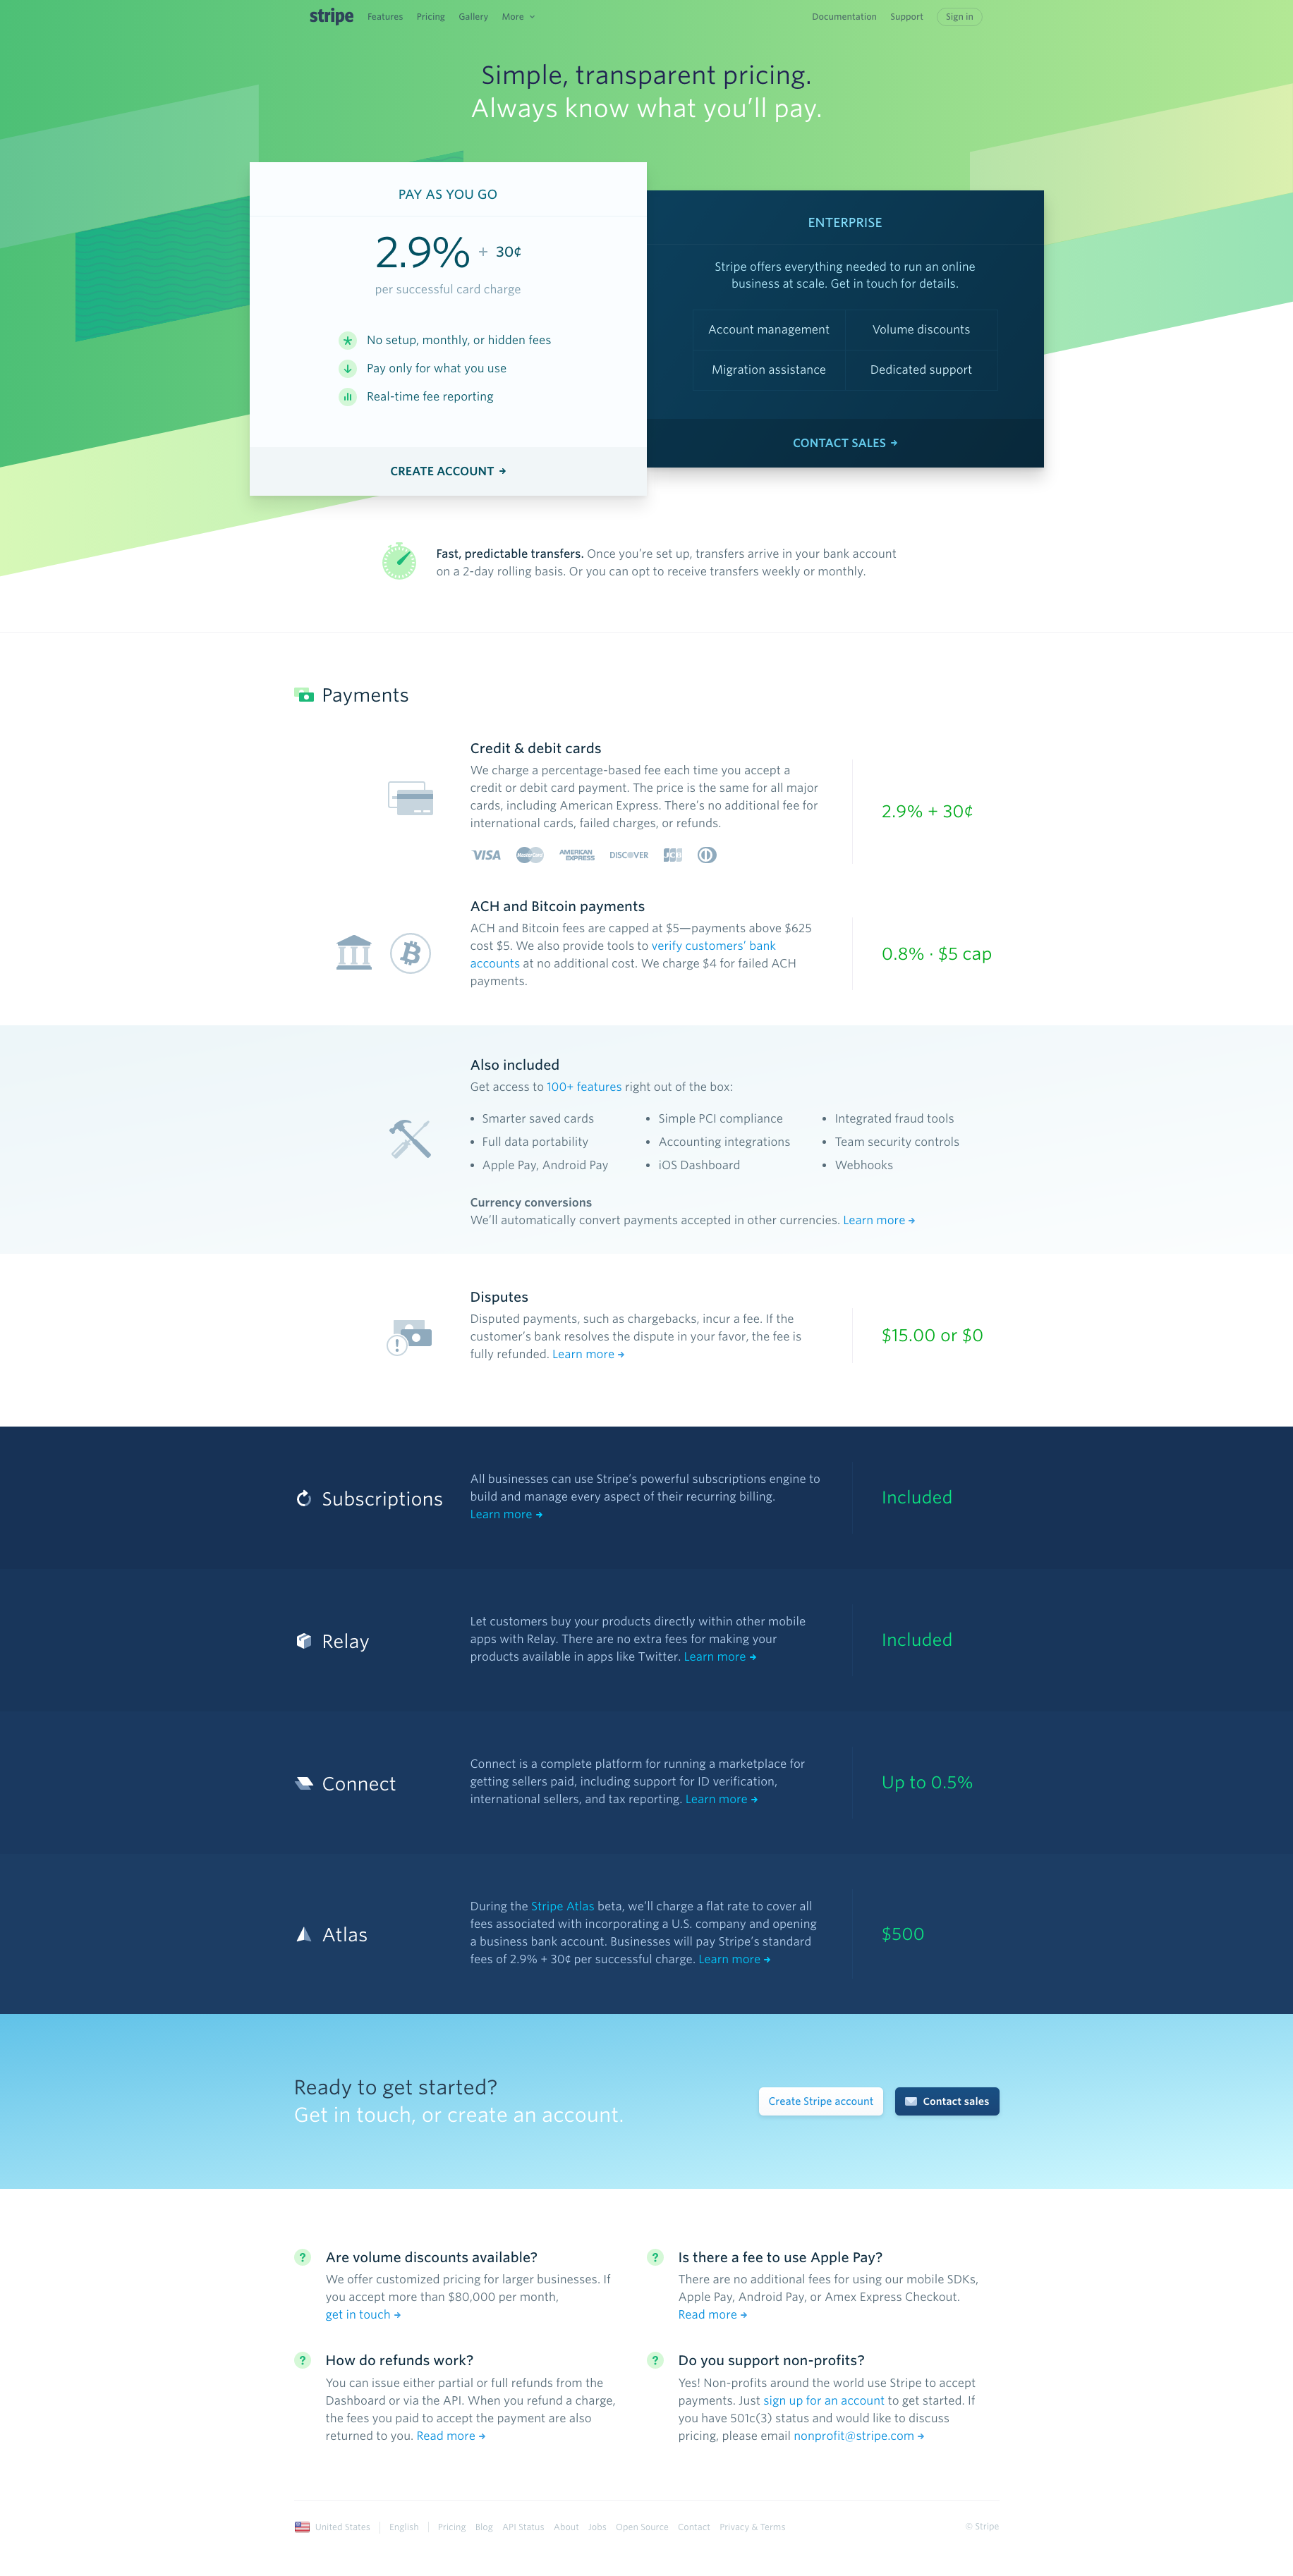 stripe Features Pricing Gallery More Documentation Support Sign in
Simple, transparent pricing.
Always know what you’ll pay.
PAY AS YOU GO
2.9% + 30¢
per successful card charge
No setup, monthly, or hidden fees
Pay only for what you use
Real-time fee reporting
CREATE ACCOUNT →
ENTERPRISE
Stripe offers everything needed to run an online
business at scale. Get in touch for details.
Account management Volume discounts
Migration assistance Dedicated support
CONTACT SALES →
Fast, predictable transfers. Once you’re set up, transfers arrive in your bank account
on a 2-day rolling basis. Or you can opt to receive transfers weekly or monthly.
Payments
Credit & debit cards
We charge a percentage-based fee each time you accept a
credit or debit card payment. The price is the same for all major
cards, including American Express. There’s no additional fee for
international cards, failed charges, or refunds.
VISA MasterCard AMERICAN EXPRESS DISCOVER JCB
2.9% + 30¢
ACH and Bitcoin payments
ACH and Bitcoin fees are capped at $5—payments above $625
cost $5. We also provide tools to verify customers’ bank
accounts at no additional cost. We charge $4 for failed ACH
payments.
0.8% · $5 cap
Also included
Get access to 100+ features right out of the box:
• Smarter saved cards • Simple PCI compliance • Integrated fraud tools
• Full data portability • Accounting integrations • Team security controls
• Apple Pay, Android Pay • iOS Dashboard • Webhooks
Currency conversions
We’ll automatically convert payments accepted in other currencies. Learn more →
Disputes
Disputed payments, such as chargebacks, incur a fee. If the
customer’s bank resolves the dispute in your favor, the fee is
fully refunded. Learn more →
$15.00 or $0
Subscriptions
All businesses can use Stripe’s powerful subscriptions engine to
build and manage every aspect of their recurring billing.
Learn more →
Included
Relay
Let customers buy your products directly within other mobile
apps with Relay. There are no extra fees for making your
products available in apps like Twitter. Learn more →
Included
Connect
Connect is a complete platform for running a marketplace for
getting sellers paid, including support for ID verification,
international sellers, and tax reporting. Learn more →
Up to 0.5%
Atlas
During the Stripe Atlas beta, we’ll charge a flat rate to cover all
fees associated with incorporating a U.S. company and opening
a business bank account. Businesses will pay Stripe’s standard
fees of 2.9% + 30¢ per successful charge. Learn more →
$500
Ready to get started?
Get in touch, or create an account.
Create Stripe account Contact sales
? Are volume discounts available?
We offer customized pricing for larger businesses. If
you accept more than $80,000 per month,
get in touch →
? Is there a fee to use Apple Pay?
There are no additional fees for using our mobile SDKs,
Apple Pay, Android Pay, or Amex Express Checkout.
Read more →
? How do refunds work?
You can issue either partial or full refunds from the
Dashboard or via the API. When you refund a charge,
the fees you paid to accept the payment are also
returned to you. Read more →
? Do you support non-profits?
Yes! Non-profits around the world use Stripe to accept
payments. Just sign up for an account to get started. If
you have 501c(3) status and would like to discuss
pricing, please email nonprofit@stripe.com →
United States English Pricing Blog API Status About Jobs Open Source Contact Privacy & Terms © Stripe